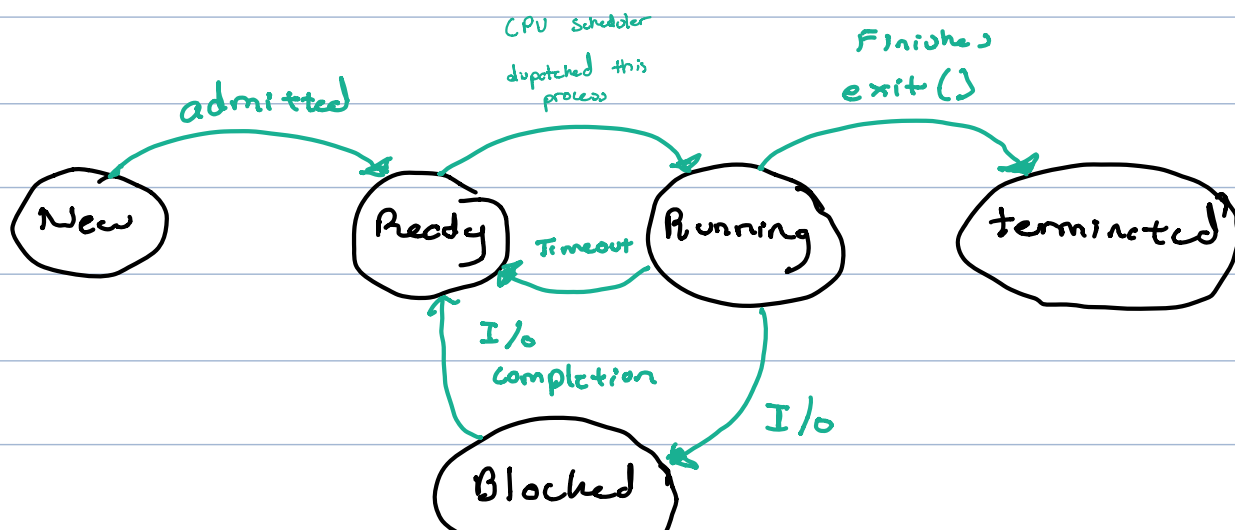 CPU scheduler
dispatched this
process
Finishes
exit()
admitted
New
Ready
Running
terminated
Timeout
I/o
completion
I/o
Blocked